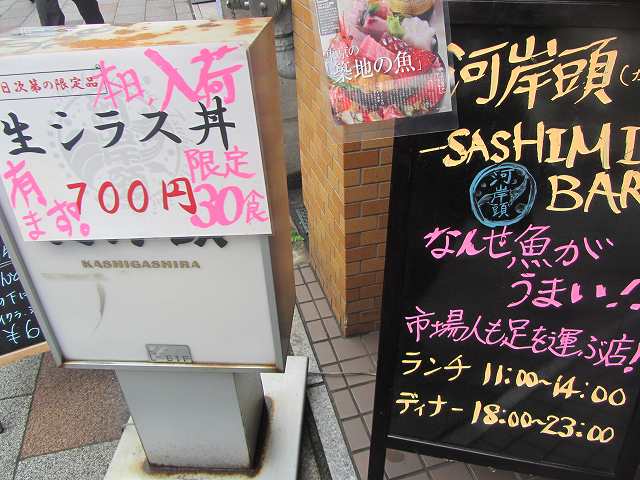 日次第の限定品
本日、入荷
生シラス丼
有ります。
700円
限定
30食
KASHIGASHIRA
L-61F
の
築地の魚」
河岸頭
SASHIMI
BAR
河岸頭
なんせ魚が
うまい!!
市場人も足を運ぶ店!
ランチ 11:00~14:00
ディナー 18:00~23:00